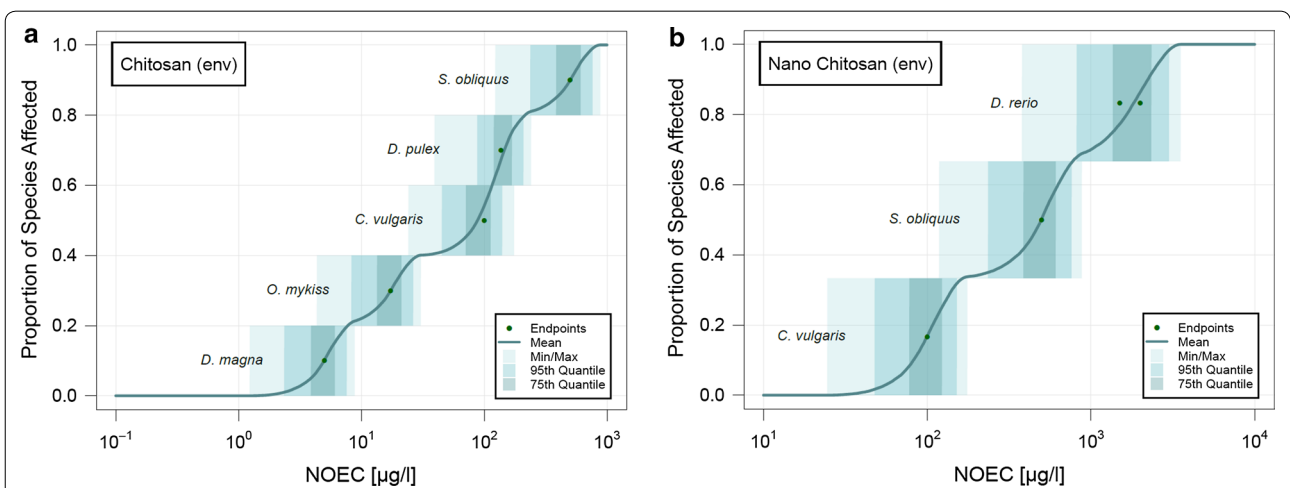 a
Chitosan (env)
Proportion of Species Affected
1.0
0.8
0.6
0.4
0.2
0.0
S. obliquus
D. pulex
C. vulgaris
O. mykiss
D. magna
Endpoints
Mean
Min/Max
95th Quantile
75th Quantile
10⁻¹ 10⁰ 10¹ 10² 10³
NOEC [µg/l]
b
Nano Chitosan (env)
Proportion of Species Affected
1.0
0.8
0.6
0.4
0.2
0.0
D. rerio
S. obliquus
C. vulgaris
Endpoints
Mean
Min/Max
95th Quantile
75th Quantile
10¹ 10² 10³ 10⁴
NOEC [µg/l]